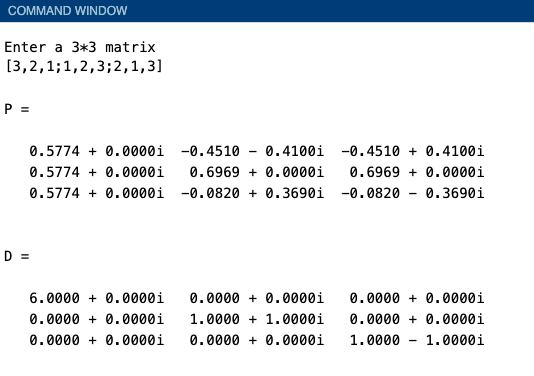 COMMAND WINDOW
Enter a 3*3 matrix
[3,2,1;1,2,3;2,1,3]
P =
0.5774 + 0.0000i  -0.4510 - 0.4100i  -0.4510 + 0.4100i
0.5774 + 0.0000i   0.6969 + 0.0000i   0.6969 + 0.0000i
0.5774 + 0.0000i  -0.0820 + 0.3690i  -0.0820 - 0.3690i
D =
6.0000 + 0.0000i   0.0000 + 0.0000i   0.0000 + 0.0000i
0.0000 + 0.0000i   1.0000 + 1.0000i   0.0000 + 0.0000i
0.0000 + 0.0000i   0.0000 + 0.0000i   1.0000 - 1.0000i